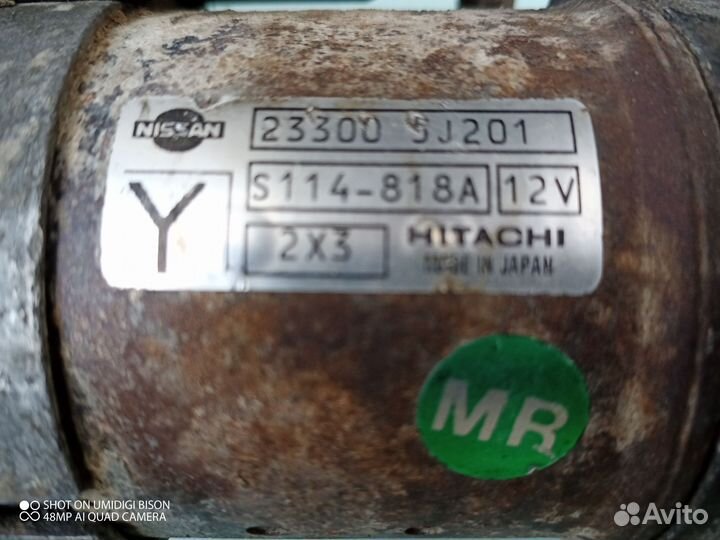 NISSAN 23300 5J201
Y S114-818A 12V
2X3 HITACHI
MADE IN JAPAN
MR
SHOT ON UMIDIGI BISON
48MP AI QUAD CAMERA
Avito